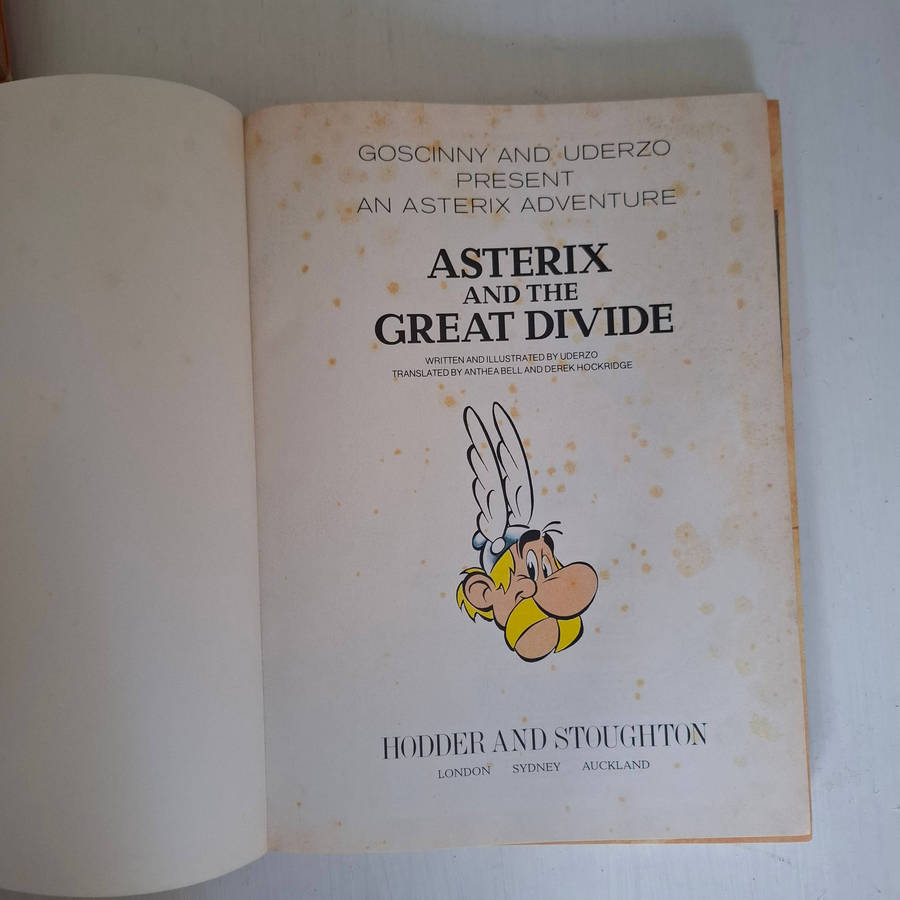 GOSCINNY AND UDERZO
PRESENT
AN ASTERIX ADVENTURE
ASTERIX
AND THE
GREAT DIVIDE
WRITTEN AND ILLUSTRATED BY UDERZO
TRANSLATED BY ANTHEA BELL AND DEREK HOCKRIDGE
HODDER AND STOUGHTON
LONDON SYDNEY AUCKLAND